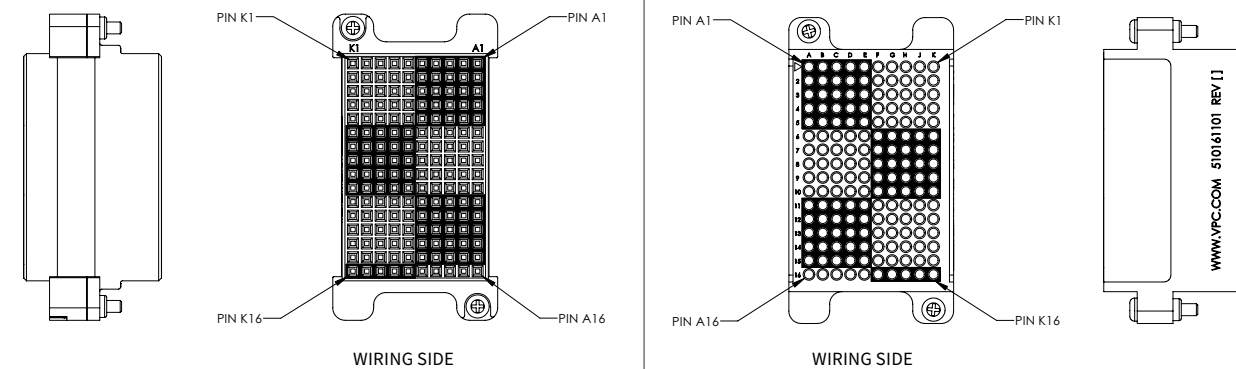 PIN K1
PIN A1
K1 A1
PIN K16
PIN A16
WIRING SIDE
PIN A1
PIN K1
A B C D E F G H J K
2
3
4
5
6
7
8
9
10
11
12
13
14
15
16
PIN A16
PIN K16
WIRING SIDE
WWW.VPC.COM 510161101 REV [ ]